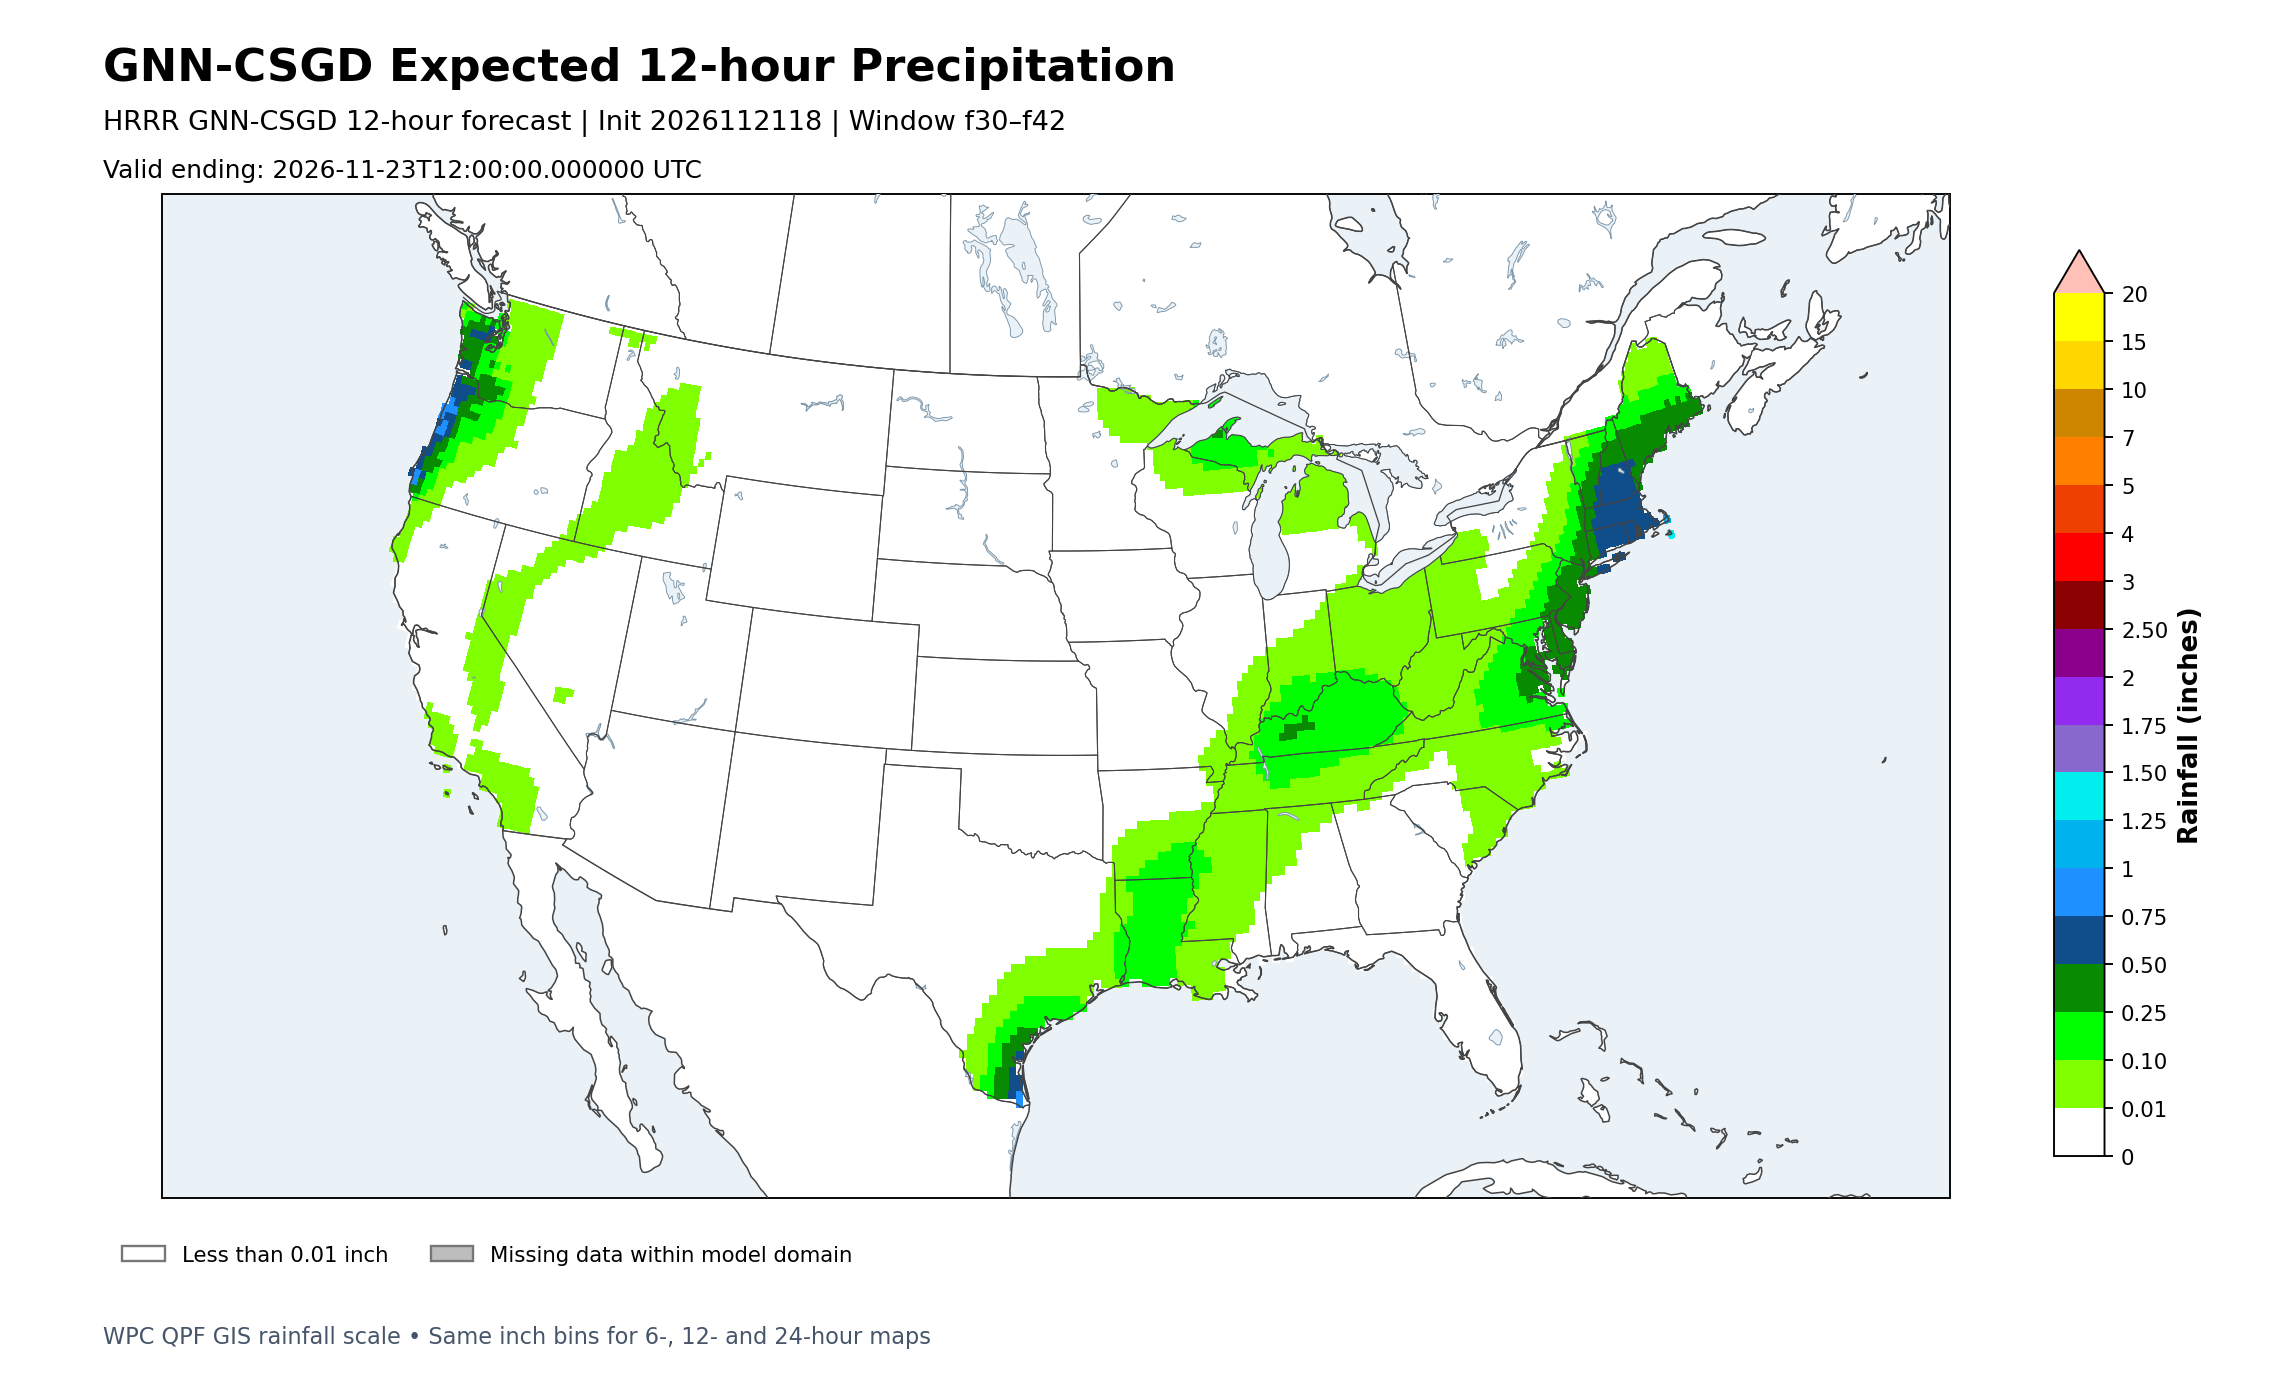 GNN-CSGD Expected 12-hour Precipitation
HRRR GNN-CSGD 12-hour forecast | Init 2026112118 | Window f30–f42
Valid ending: 2026-11-23T12:00:00.000000 UTC
20
15
10
7
5
4
3
2.50
2
1.75
1.50
1.25
1
0.75
0.50
0.25
0.10
0.01
0
Rainfall (inches)
Less than 0.01 inch
Missing data within model domain
WPC QPF GIS rainfall scale • Same inch bins for 6-, 12- and 24-hour maps